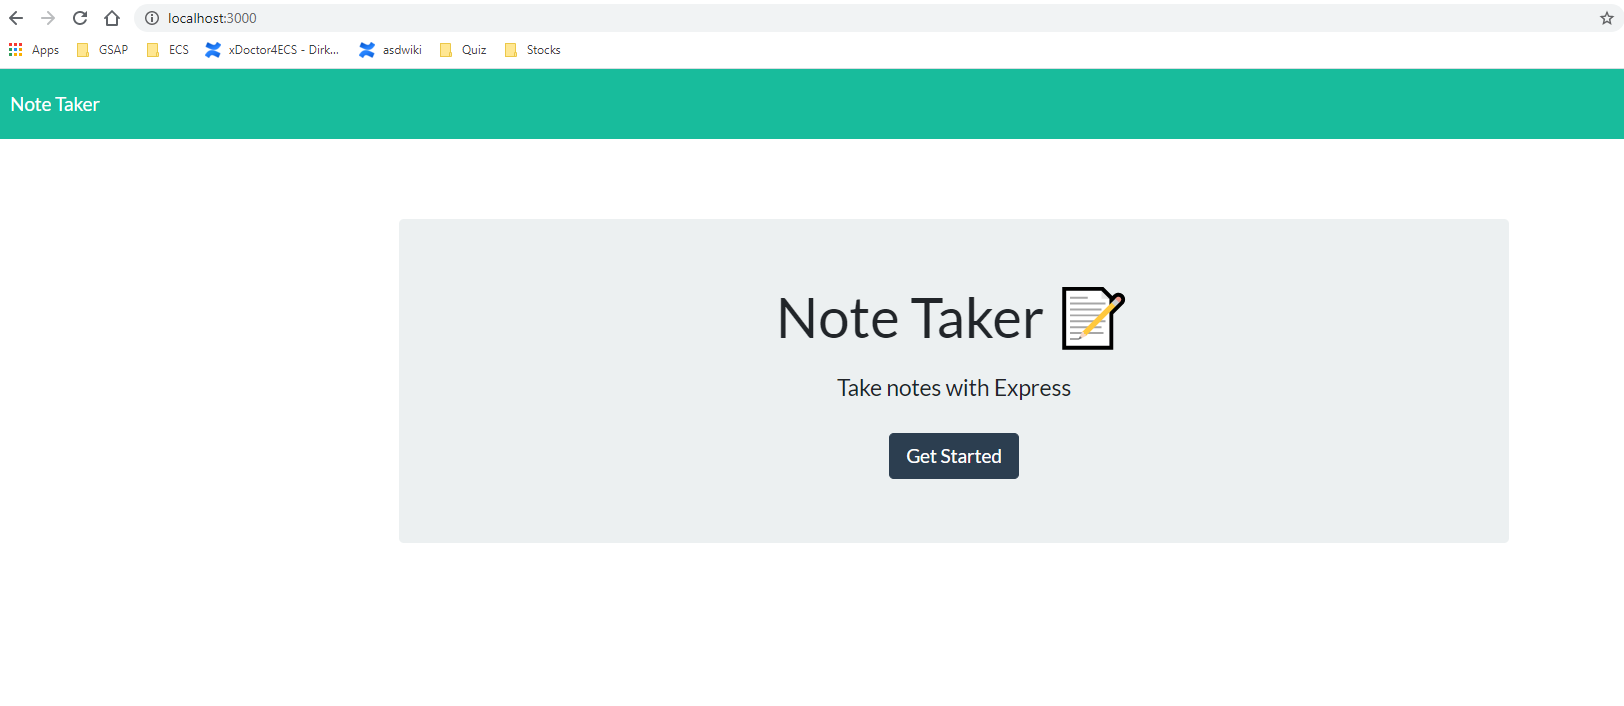 localhost:3000
Apps GSAP ECS xDoctor4ECS - Dirk... asdwiki Quiz Stocks
Note Taker
Note Taker
Take notes with Express
Get Started